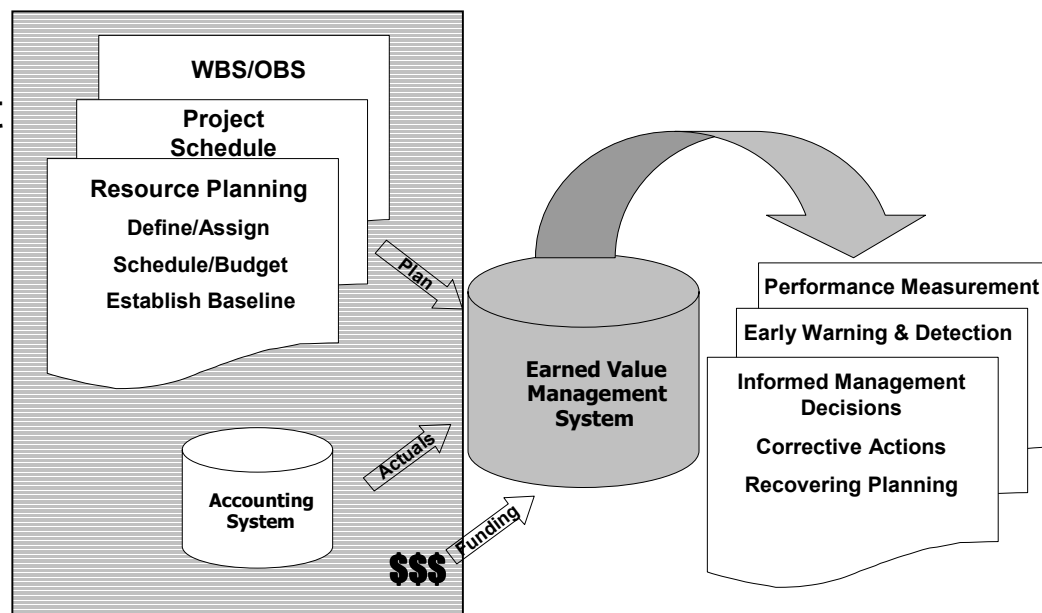 WBS/OBS
Project
Schedule
Resource Planning
Define/Assign
Schedule/Budget
Establish Baseline
Plan
Accounting
System
Actuals
$$$
Funding
Earned Value
Management
System
Performance Measurement
Early Warning & Detection
Informed Management
Decisions
Corrective Actions
Recovering Planning